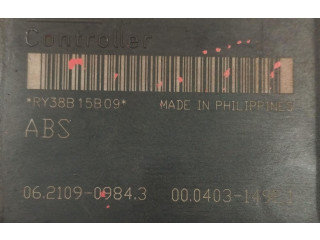 Controller
*RY38B15B09*
MADE IN PHILIPPINES
ABS
06.2109-0984.3